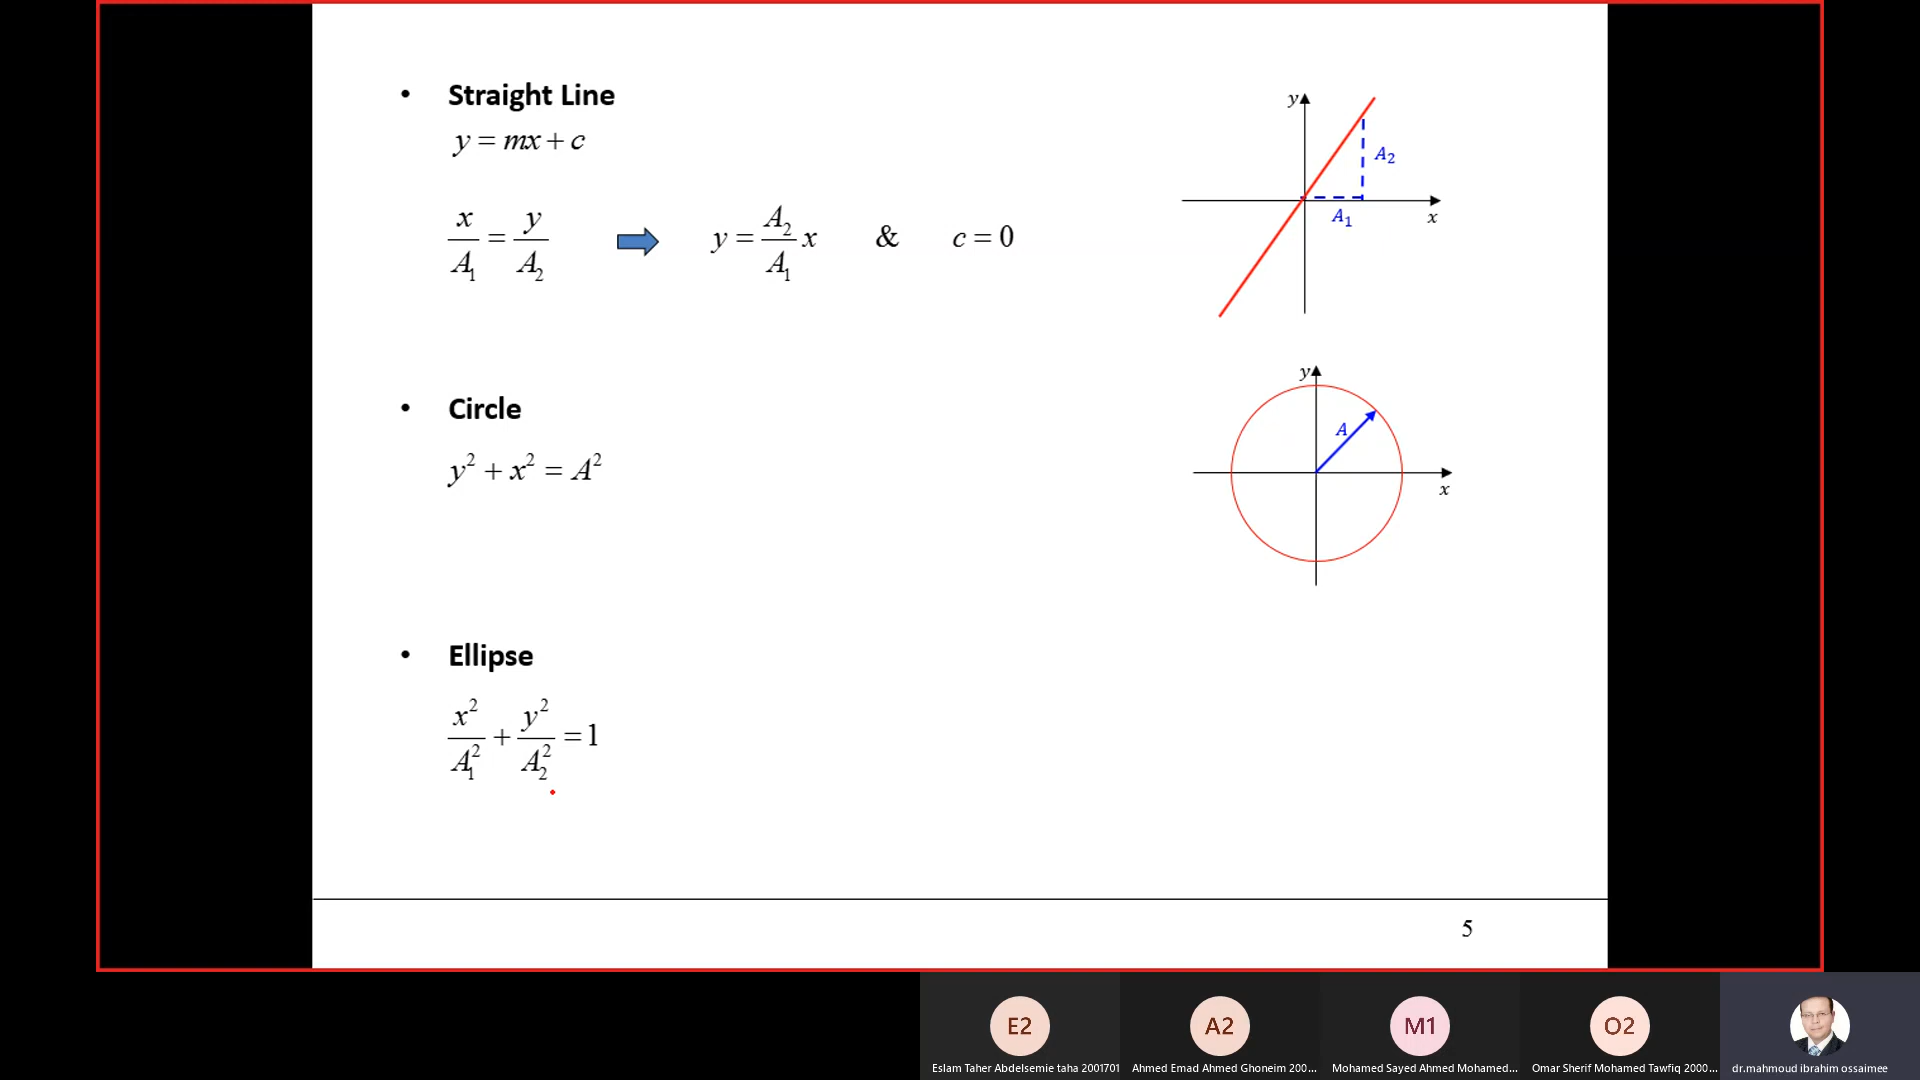 • Straight Line
y = mx + c
x/A₁ = y/A₂ y = A₂/A₁ x & c = 0
y
A₂
A₁
x
• Circle
y² + x² = A²
y
A
x
• Ellipse
x²/A₁² + y²/A₂² = 1
5
E2 A2 M1 O2
Eslam Taher Abdelsemie taha 2001701 Ahmed Emad Ahmed Ghoneim 200... Mohamed Sayed Ahmed Mohamed... Omar Sherif Mohamed Tawfiq 2000... dr.mahmoud ibrahim ossaimee